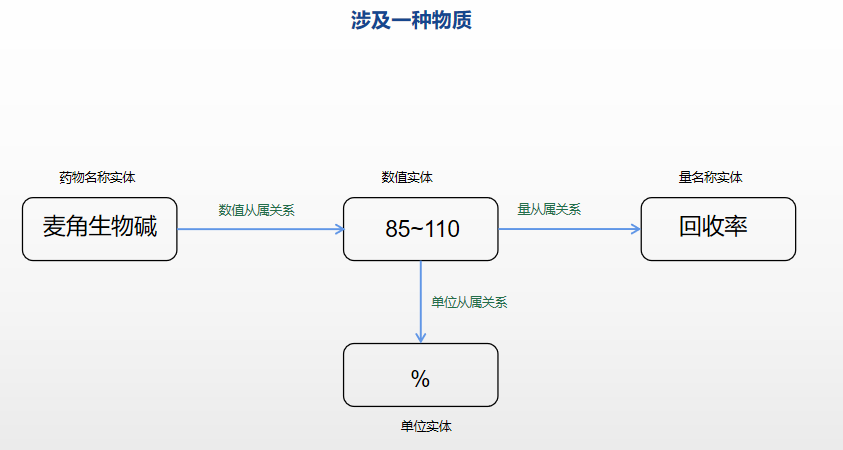 涉及一种物质
药物名称实体
数值实体
量名称实体
麦角生物碱
数值从属关系
85~110
量从属关系
回收率
单位从属关系
%
单位实体